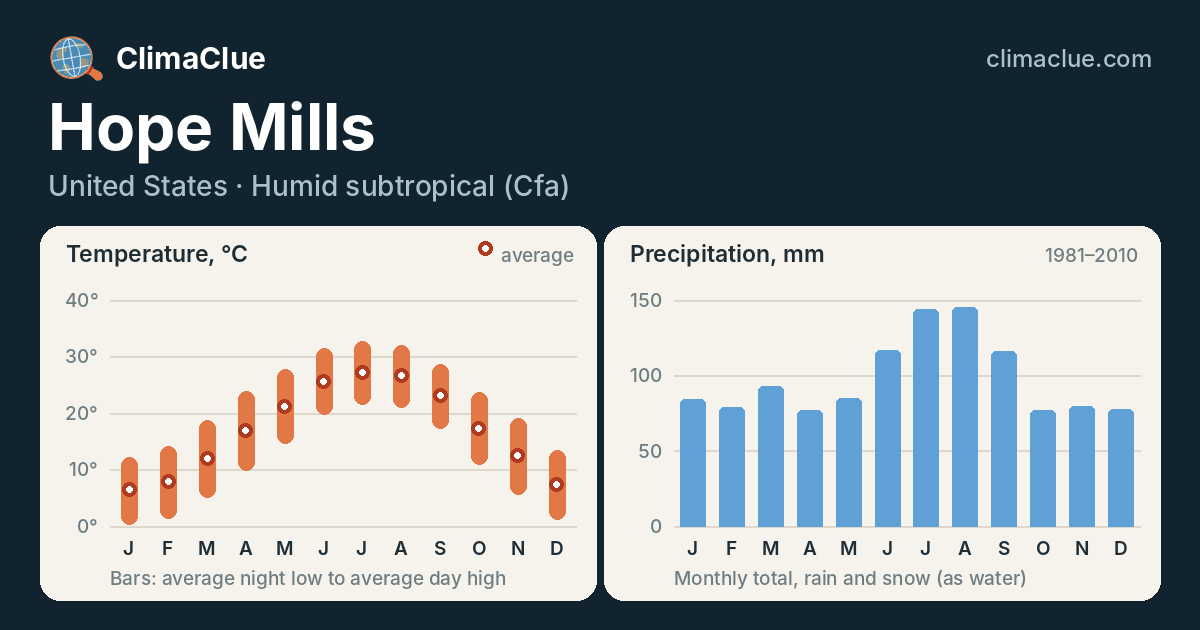 ClimaClue
climaclue.com
Hope Mills
United States · Humid subtropical (Cfa)
Temperature, °C
average
40°
30°
20°
10°
0°
J F M A M J J A S O N D
Bars: average night low to average day high
Precipitation, mm
1981–2010
150
100
50
0
J F M A M J J A S O N D
Monthly total, rain and snow (as water)